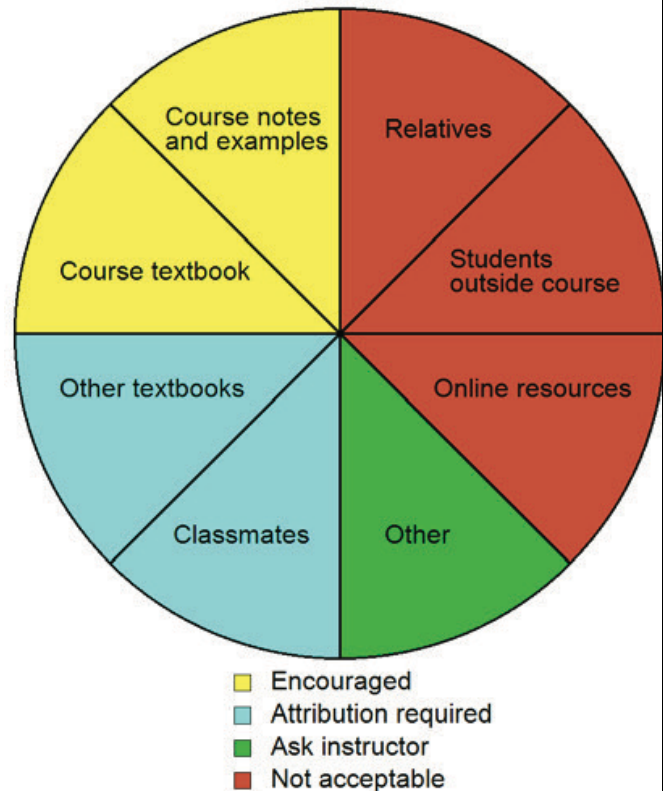 Course notes
and examples
Relatives
Course textbook
Students
outside course
Other textbooks
Online resources
Classmates
Other
Encouraged
Attribution required
Ask instructor
Not acceptable